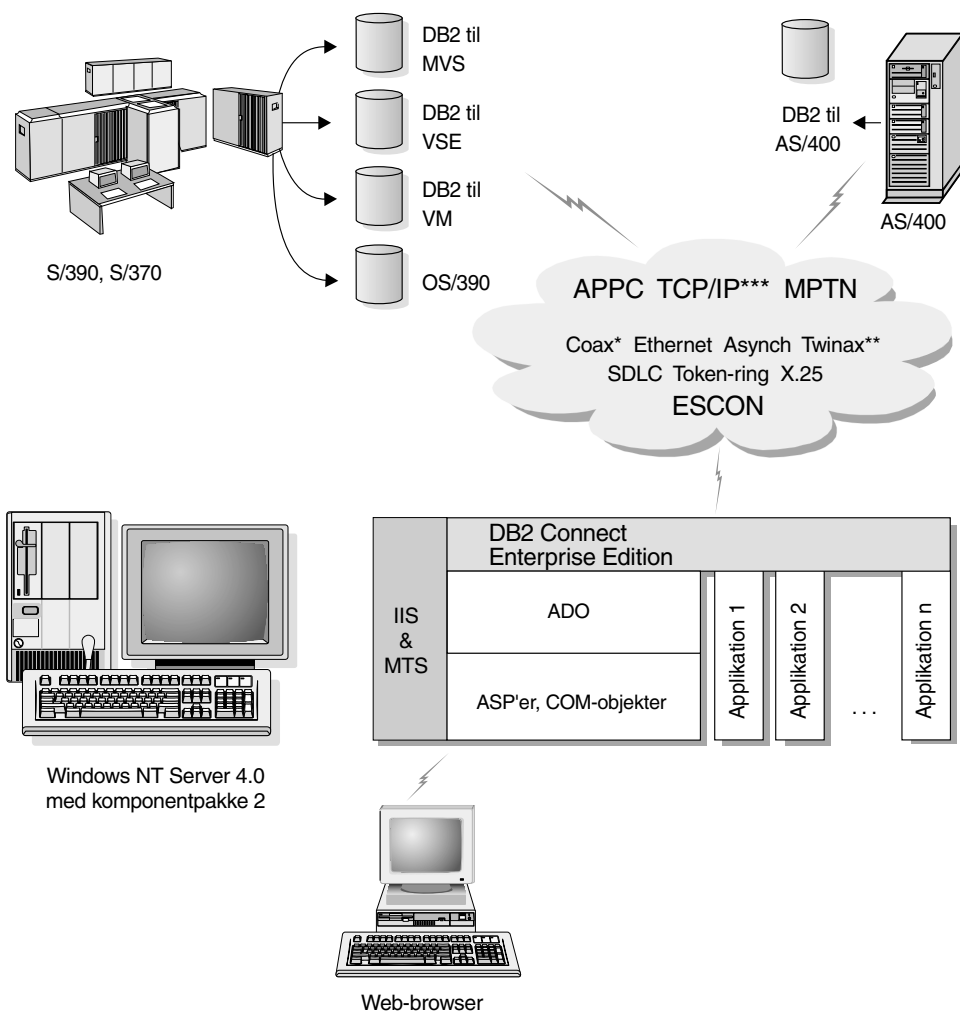 DB2 til
MVS
DB2 til
VSE
DB2 til
VM
OS/390
S/390, S/370
DB2 til
AS/400
AS/400
APPC TCP/IP*** MPTN
Coax* Ethernet Asynch Twinax**
SDLC Token-ring X.25
ESCON
DB2 Connect
Enterprise Edition
IIS
&
MTS
ADO
ASP'er, COM-objekter
Applikation 1
Applikation 2
...
Applikation n
Windows NT Server 4.0
med komponentpakke 2
Web-browser